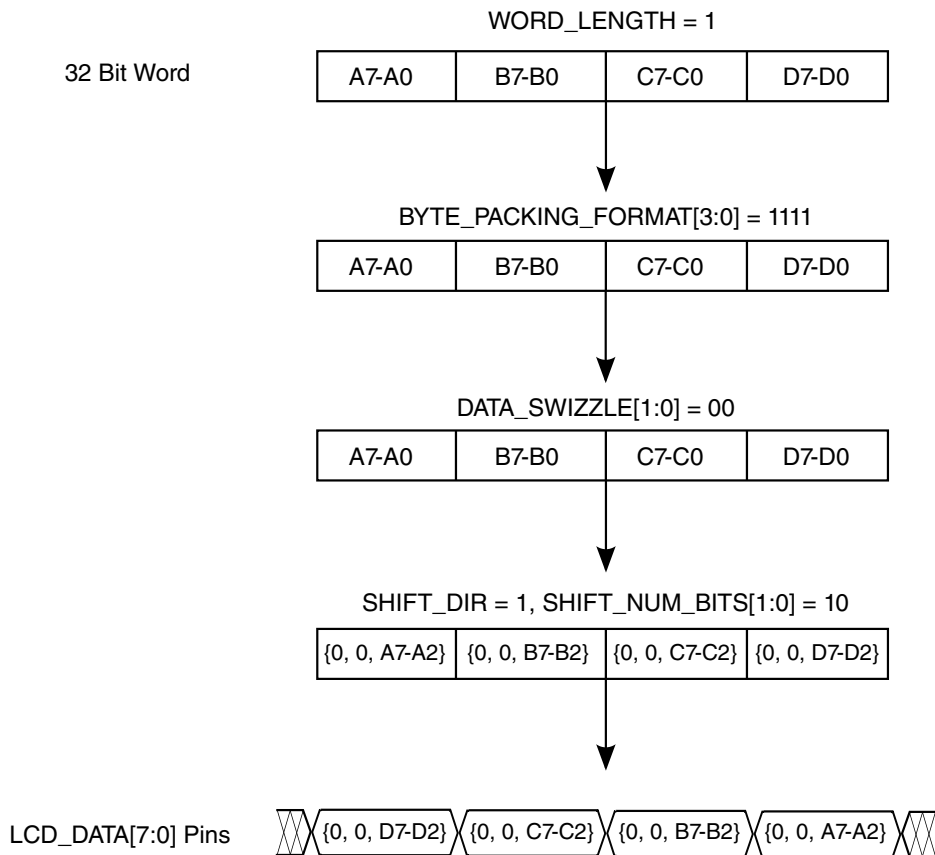 WORD_LENGTH = 1
32 Bit Word
A7-A0 B7-B0 C7-C0 D7-D0
BYTE_PACKING_FORMAT[3:0] = 1111
A7-A0 B7-B0 C7-C0 D7-D0
DATA_SWIZZLE[1:0] = 00
A7-A0 B7-B0 C7-C0 D7-D0
SHIFT_DIR = 1, SHIFT_NUM_BITS[1:0] = 10
{0, 0, A7-A2} {0, 0, B7-B2} {0, 0, C7-C2} {0, 0, D7-D2}
LCD_DATA[7:0] Pins {0, 0, D7-D2} {0, 0, C7-C2} {0, 0, B7-B2} {0, 0, A7-A2}